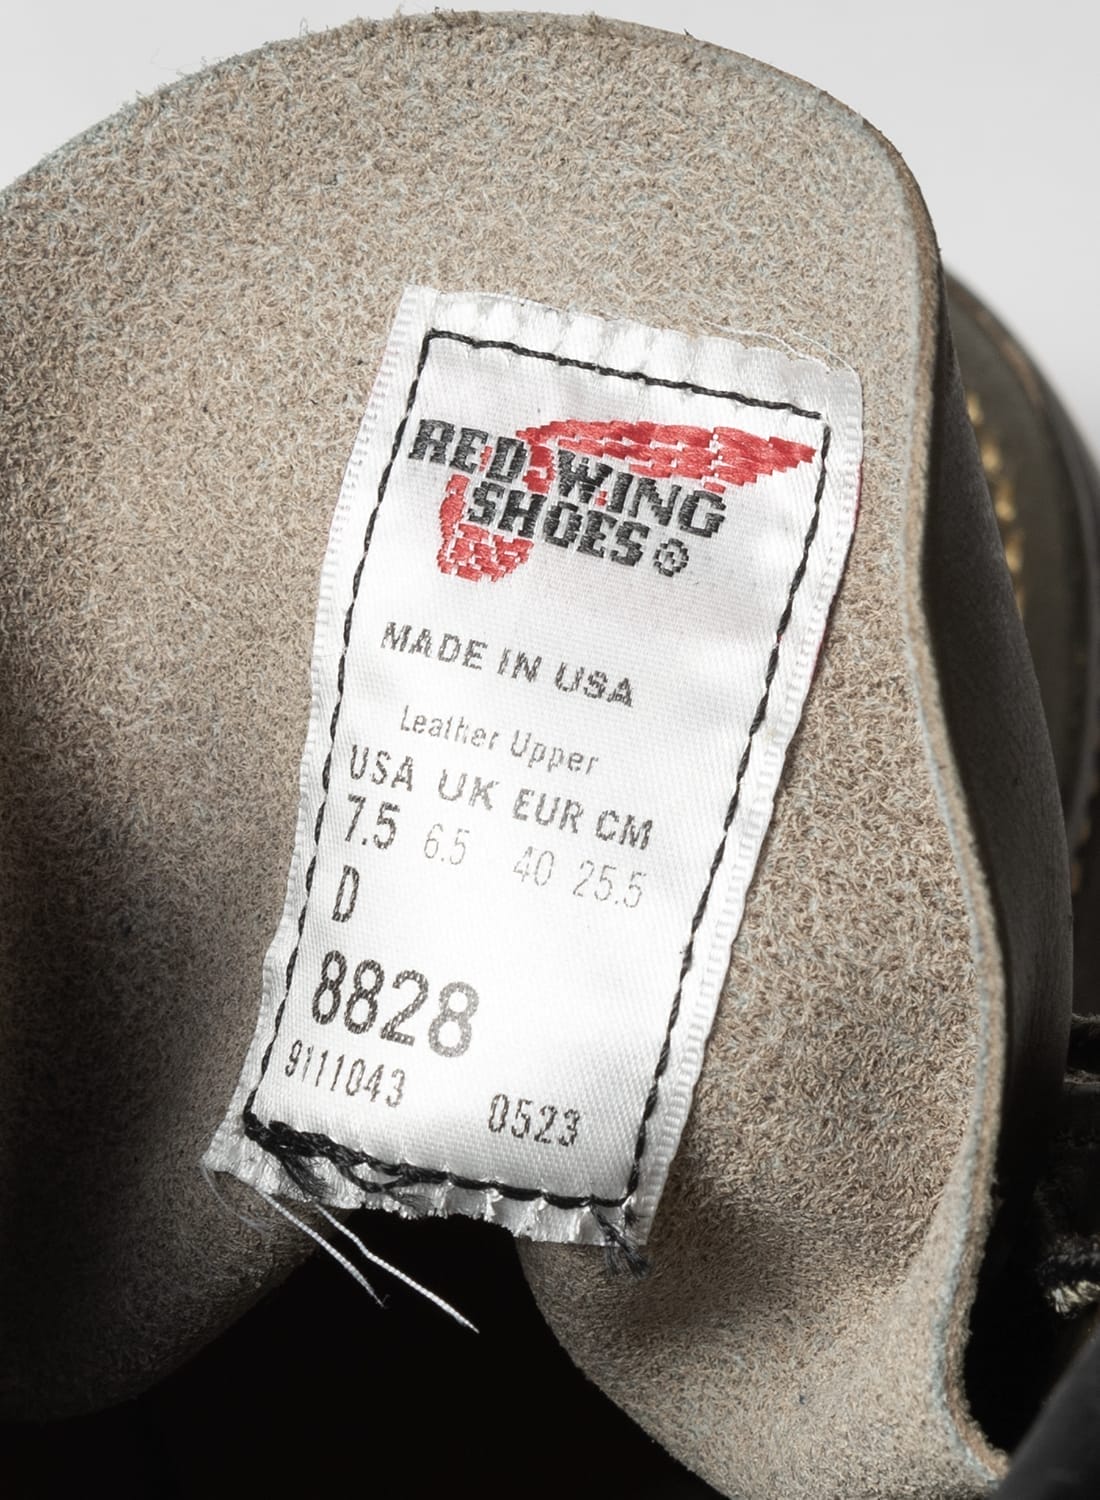 RED WING
SHOES®
MADE IN USA
Leather Upper
USA UK EUR CM
7.5 6.5 40 25.5
D
8828
9111043 0523